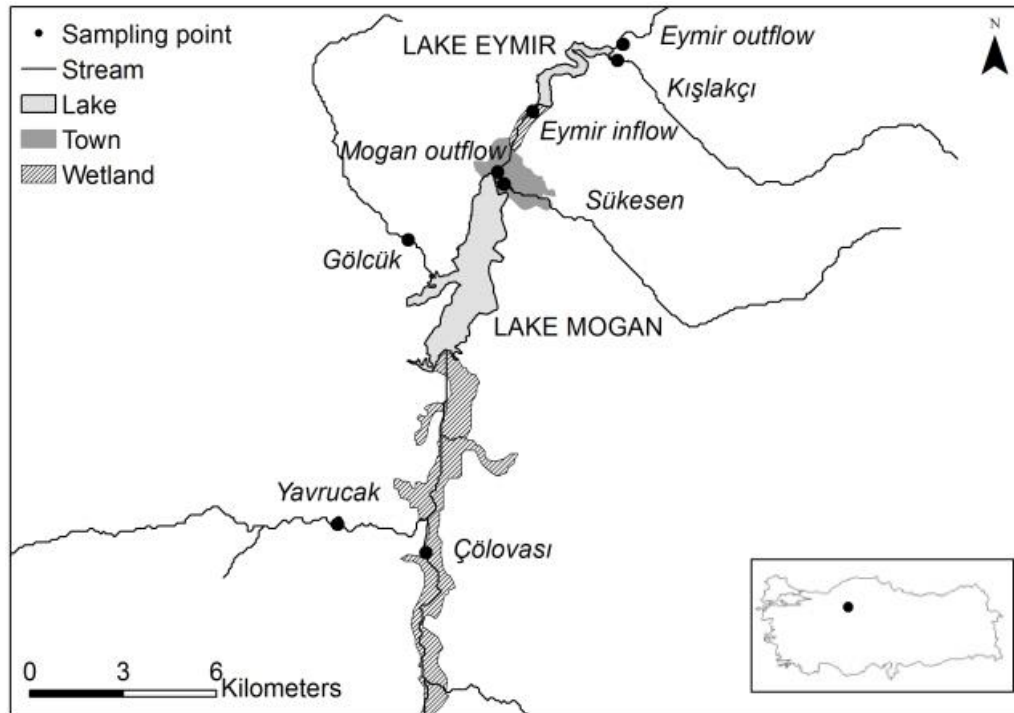 Sampling point
Stream
Lake
Town
Wetland
N
LAKE EYMIR
Eymir outflow
Kışlakçı
Eymir inflow
Mogan outflow
Sükesen
Gölcük
LAKE MOGAN
Yavrucak
Çölovası
0 3 6
Kilometers